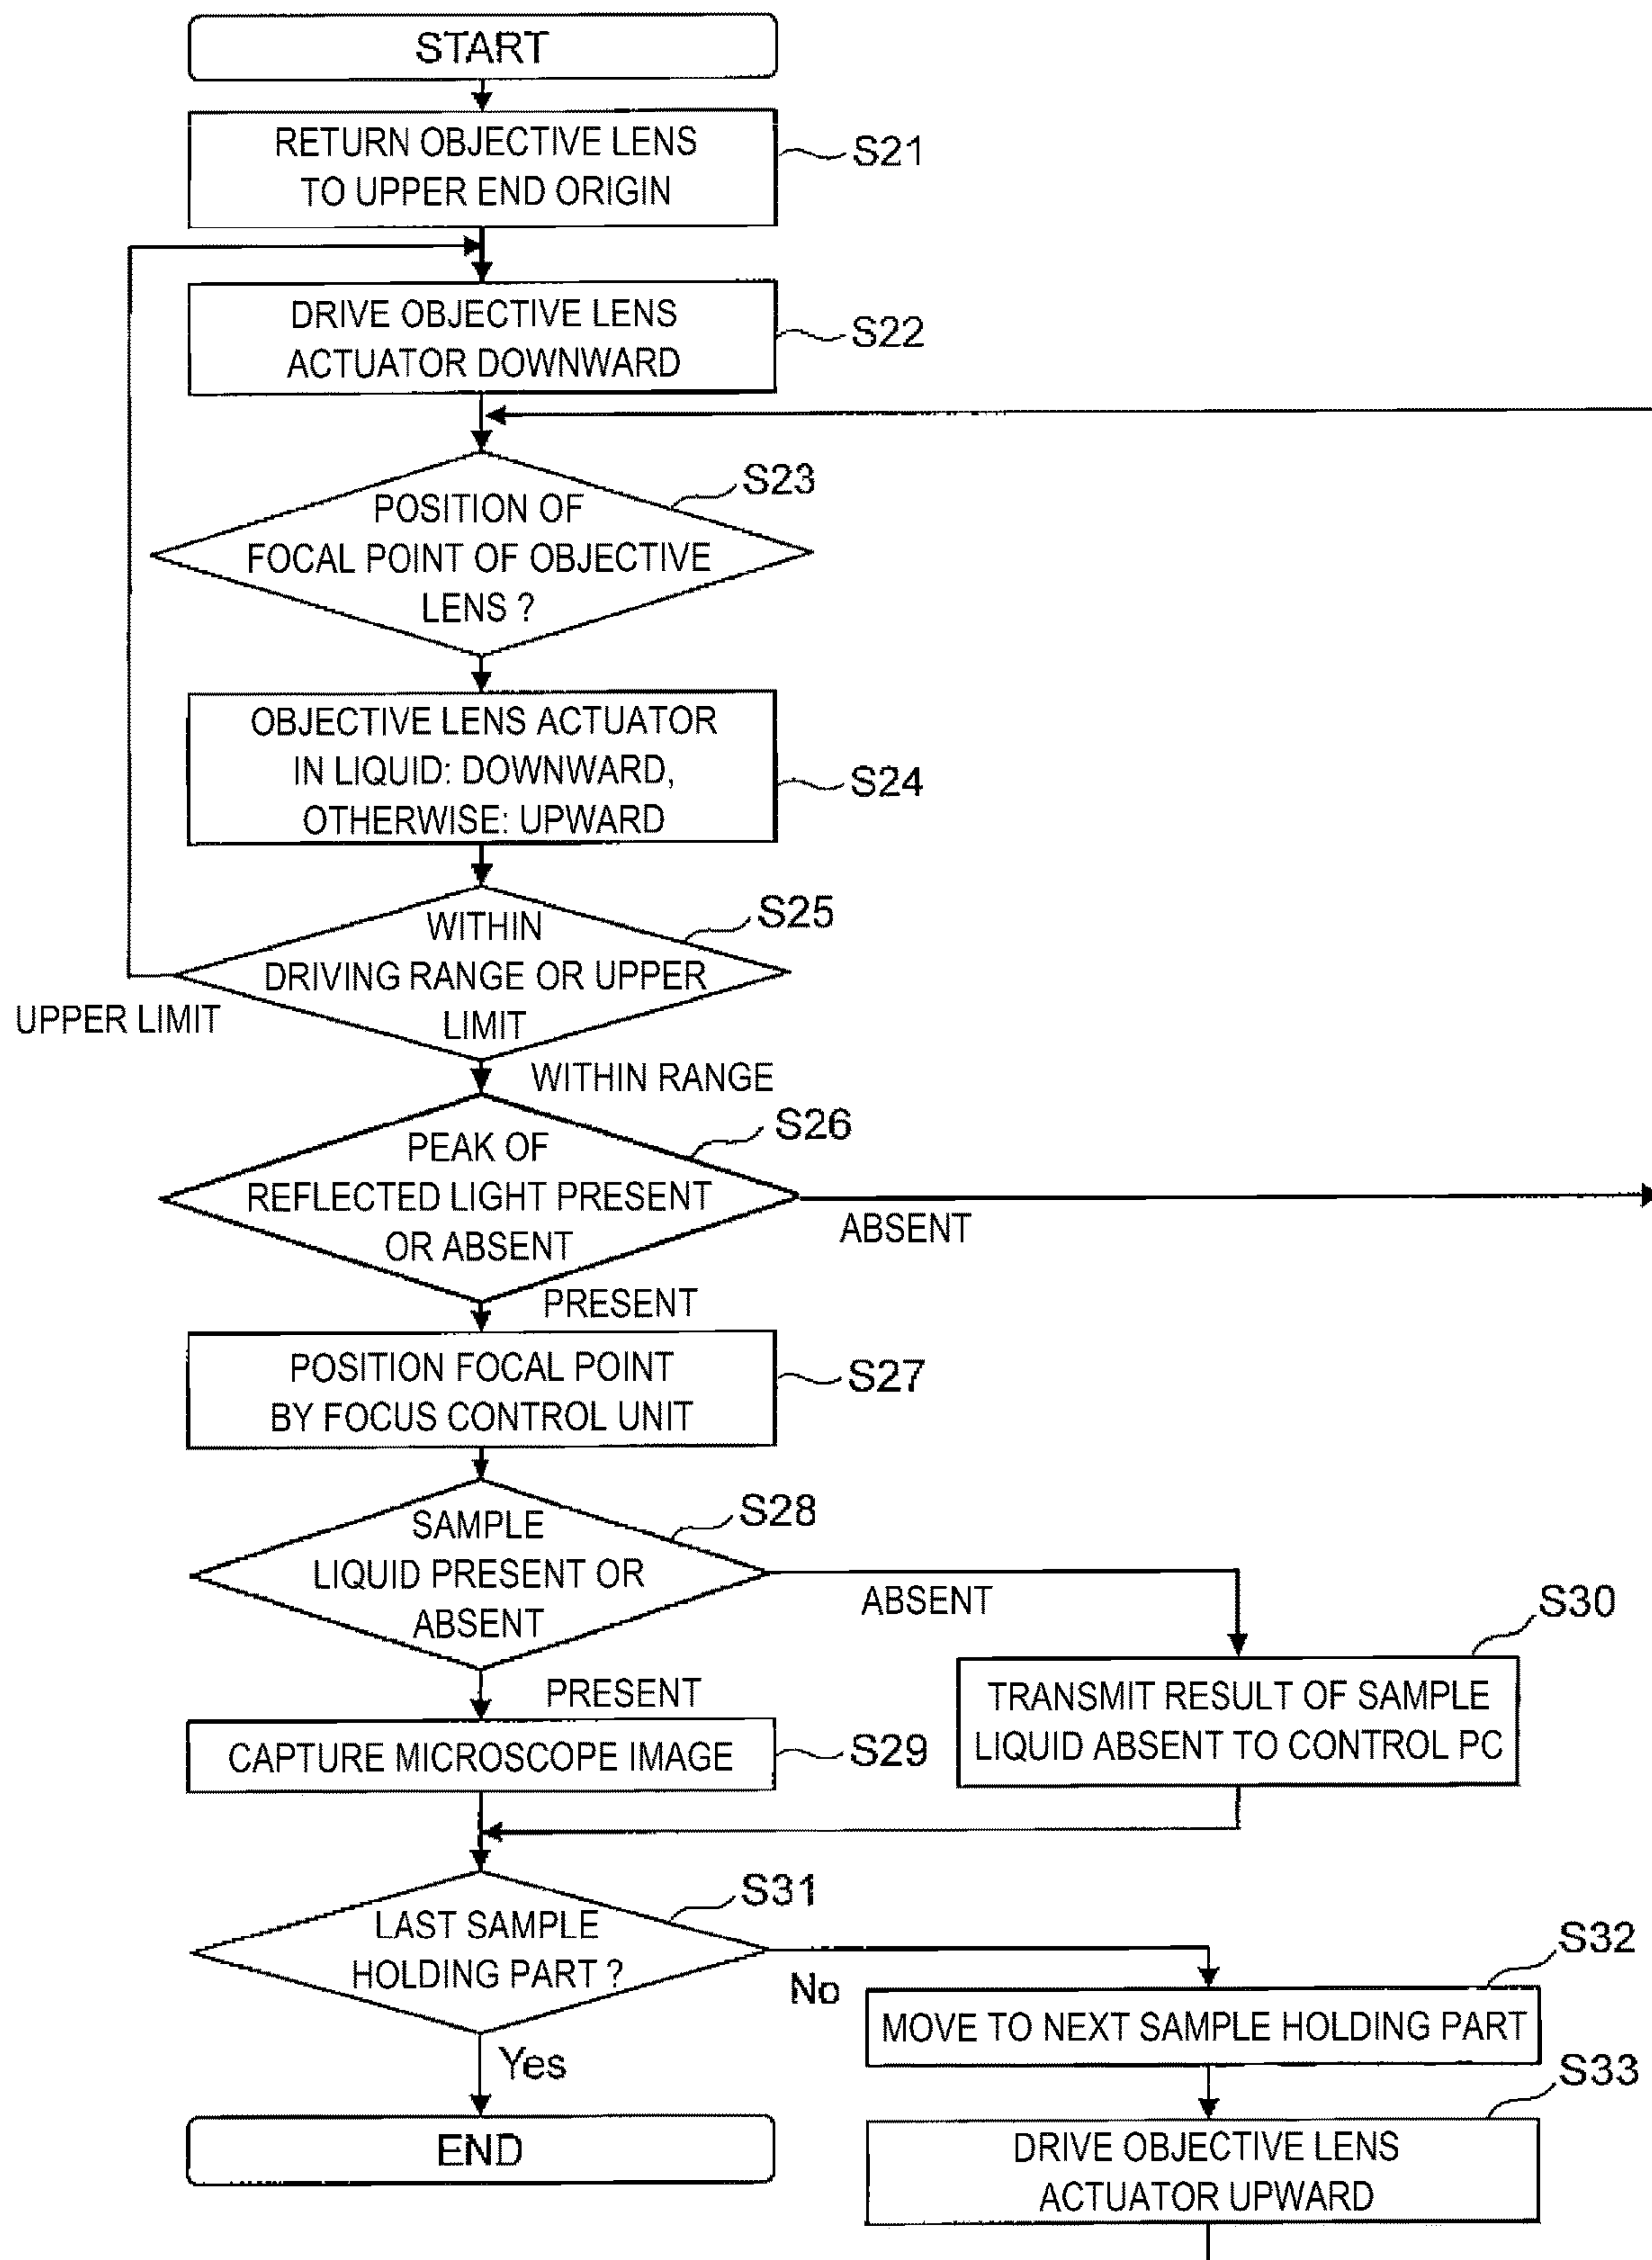 START
RETURN OBJECTIVE LENS
TO UPPER END ORIGIN
S21
DRIVE OBJECTIVE LENS
ACTUATOR DOWNWARD
S22
S23
POSITION OF
FOCAL POINT OF OBJECTIVE
LENS ?
OBJECTIVE LENS ACTUATOR
IN LIQUID: DOWNWARD,
OTHERWISE: UPWARD
S24
S25
WITHIN
DRIVING RANGE OR UPPER
LIMIT
UPPER LIMIT
WITHIN RANGE
S26
PEAK OF
REFLECTED LIGHT PRESENT
OR ABSENT
ABSENT
PRESENT
POSITION FOCAL POINT
BY FOCUS CONTROL UNIT
S27
S28
SAMPLE
LIQUID PRESENT OR
ABSENT
ABSENT
PRESENT
S30
TRANSMIT RESULT OF SAMPLE
LIQUID ABSENT TO CONTROL PC
CAPTURE MICROSCOPE IMAGE
S29
S31
LAST SAMPLE
HOLDING PART ?
No
Yes
S32
MOVE TO NEXT SAMPLE HOLDING PART
S33
DRIVE OBJECTIVE LENS
ACTUATOR UPWARD
END